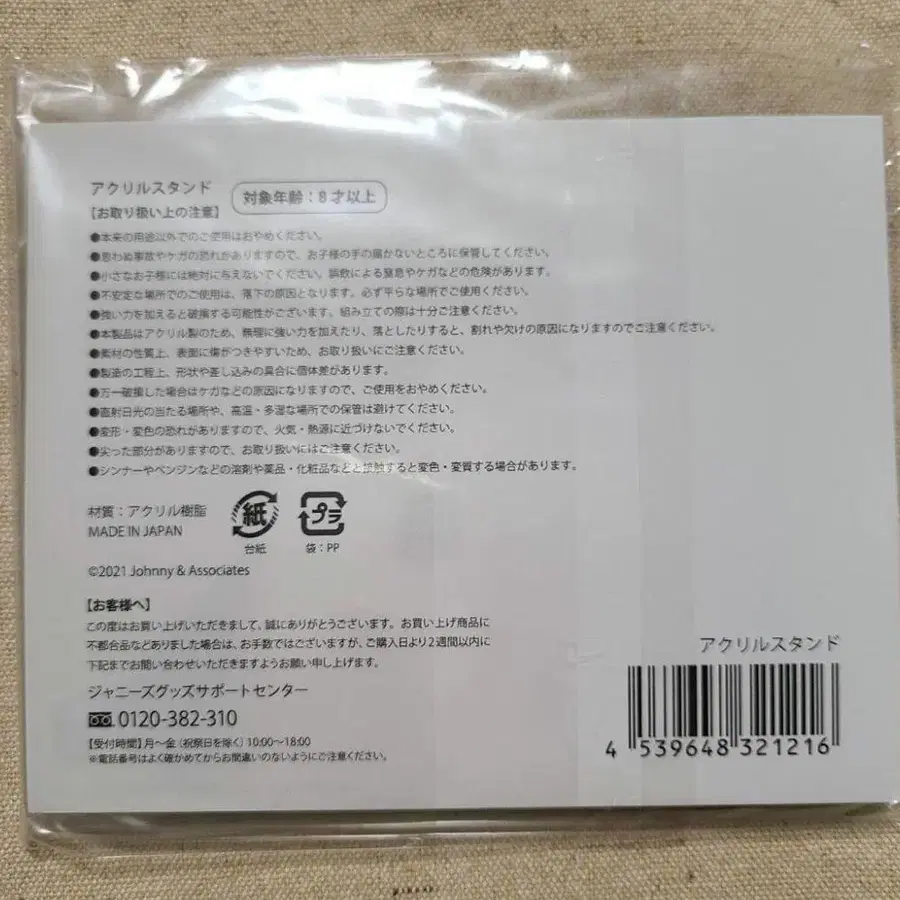 アクリルスタンド
対象年齢：8才以上
【お取り扱い上の注意】
●本来の用途以外でのご使用はおやめください。
●思わぬ事故やケガの恐れがありますので、お子様の手の届かないところに保管してください。
●小さなお子様には絶対に与えないでください。誤飲による窒息やケガなどの危険があります。
●不安定な場所でのご使用は、落下の原因となります。必ず平らな場所でご使用ください。
●強い力を加えると破損する可能性がございます。組み立ての際は十分ご注意ください。
●本製品はアクリル製のため、無理に強い力を加えたり、落としたりすると、割れや欠けの原因になりますのでご注意ください。
●素材の性質上、表面に傷がつきやすいため、お取り扱いにご注意ください。
●製造の工程上、形状や差し込みの具合に個体差があります。
●万一破損した場合はケガなどの原因になりますので、ご使用をおやめください。
●直射日光の当たる場所や、高温・多湿な場所での保管は避けてください。
●変形・変色の恐れがありますので、火気・熱源に近づけないでください。
●尖った部分がありますので、お取り扱いにはご注意ください。
●シンナーやベンジンなどの溶剤や薬品・化粧品などと接触すると変色・変質する場合があります。
材質：アクリル樹脂
MADE IN JAPAN
紙
台紙
プラ
袋：PP
©2021 Johnny & Associates
【お客様へ】
この度はお買い上げいただきまして、誠にありがとうございます。お買い上げ商品に
不都合品などありました場合は、お手数ではございますが、ご購入日より2週間以内に
下記までお問い合わせいただきますようお願い申し上げます。
ジャニーズグッズサポートセンター
0120-382-310
【受付時間】月〜金（祝祭日を除く）10:00〜18:00
※電話番号はよく確かめてからお間違いのないようにご注意ください。
アクリルスタンド
4 539648 321216